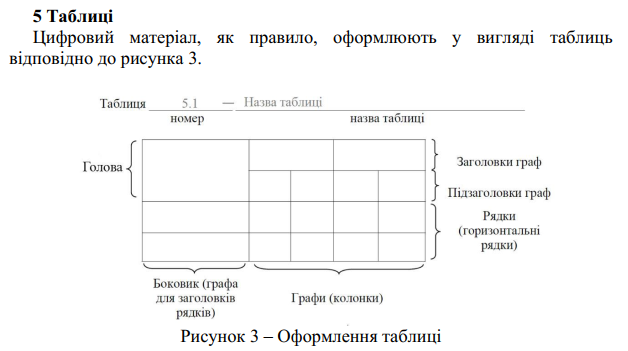 5 Таблиці
Цифровий матеріал, як правило, оформлюють у вигляді таблиць
відповідно до рисунка 3.
Таблиця 5.1 — Назва таблиці
номер назва таблиці
Голова
Заголовки граф
Підзаголовки граф
Рядки
(горизонтальні
рядки)
Боковик (графа
для заголовків
рядків)
Графи (колонки)
Рисунок 3 – Оформлення таблиці